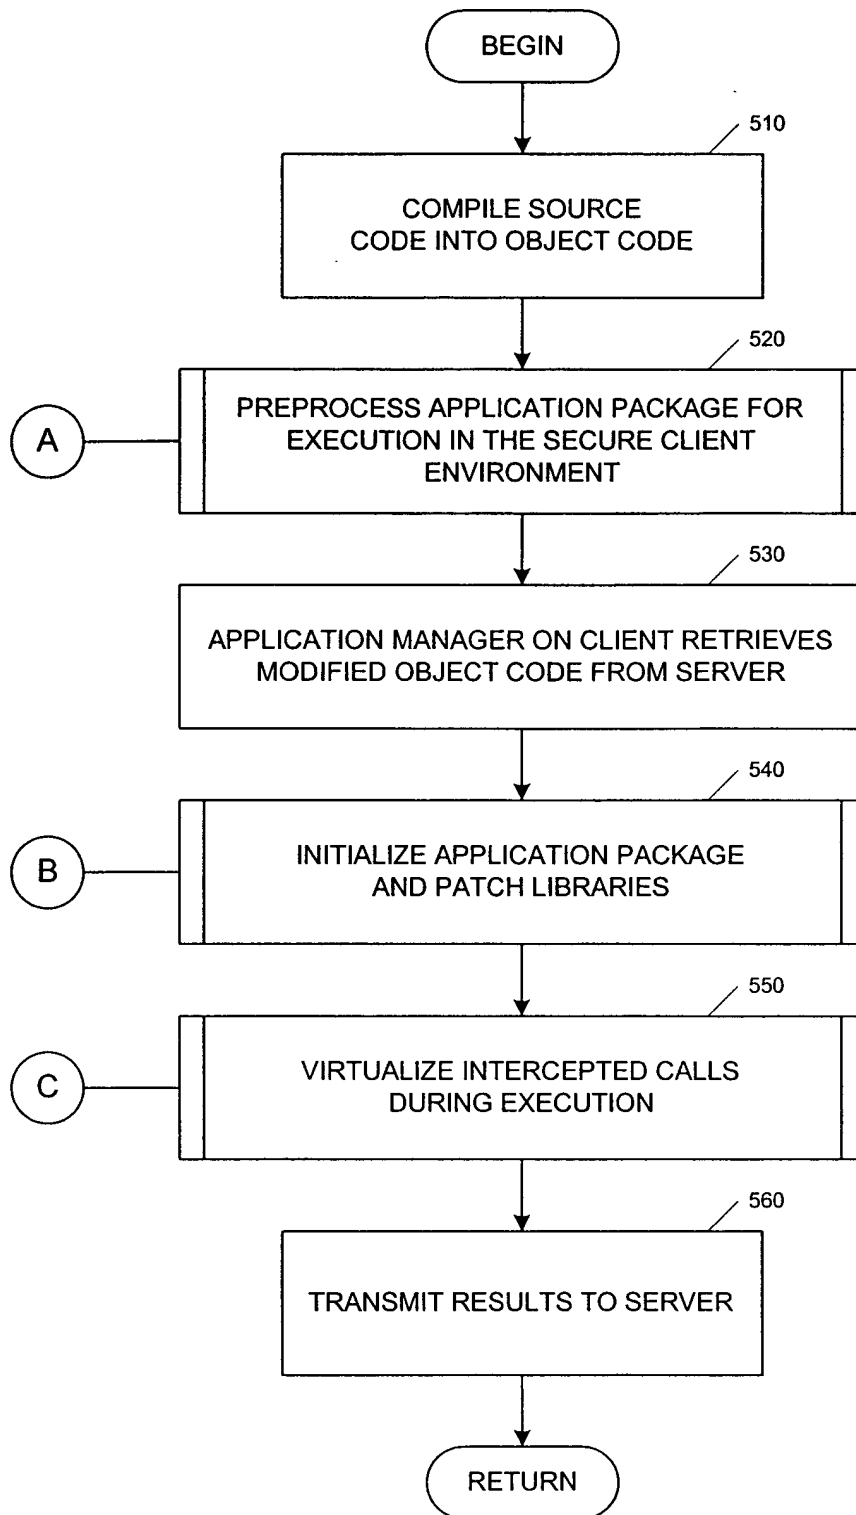 BEGIN
510
COMPILE SOURCE
CODE INTO OBJECT CODE
520
A
PREPROCESS APPLICATION PACKAGE FOR
EXECUTION IN THE SECURE CLIENT
ENVIRONMENT
530
APPLICATION MANAGER ON CLIENT RETRIEVES
MODIFIED OBJECT CODE FROM SERVER
540
B
INITIALIZE APPLICATION PACKAGE
AND PATCH LIBRARIES
550
C
VIRTUALIZE INTERCEPTED CALLS
DURING EXECUTION
560
TRANSMIT RESULTS TO SERVER
RETURN